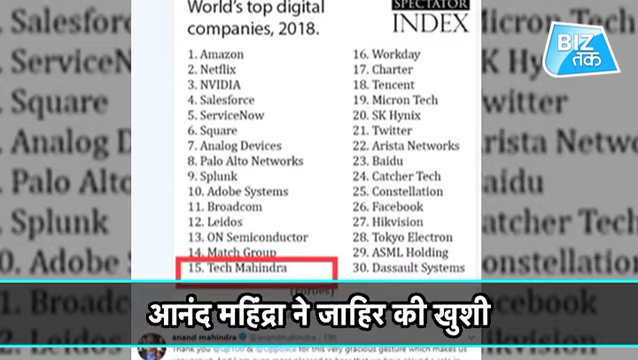 World's top digital
companies, 2018.
SPECTATOR
INDEX
BIZ
तक
1. Amazon
2. Netflix
3. NVIDIA
4. Salesforce
5. ServiceNow
6. Square
7. Analog Devices
8. Palo Alto Networks
9. Splunk
10. Adobe Systems
11. Broadcom
12. Leidos
13. ON Semiconductor
14. Match Group
15. Tech Mahindra
16. Workday
17. Charter
18. Tencent
19. Micron Tech
20. SK Hynix
21. Twitter
22. Arista Networks
23. Baidu
24. Catcher Tech
25. Constellation
26. Facebook
27. Hikvision
28. Tokyo Electron
29. ASML Holding
30. Dassault Systems
(Forbes)
आनंद महिंद्रा ने जाहिर की खुशी
anand mahindra @anandmahindra